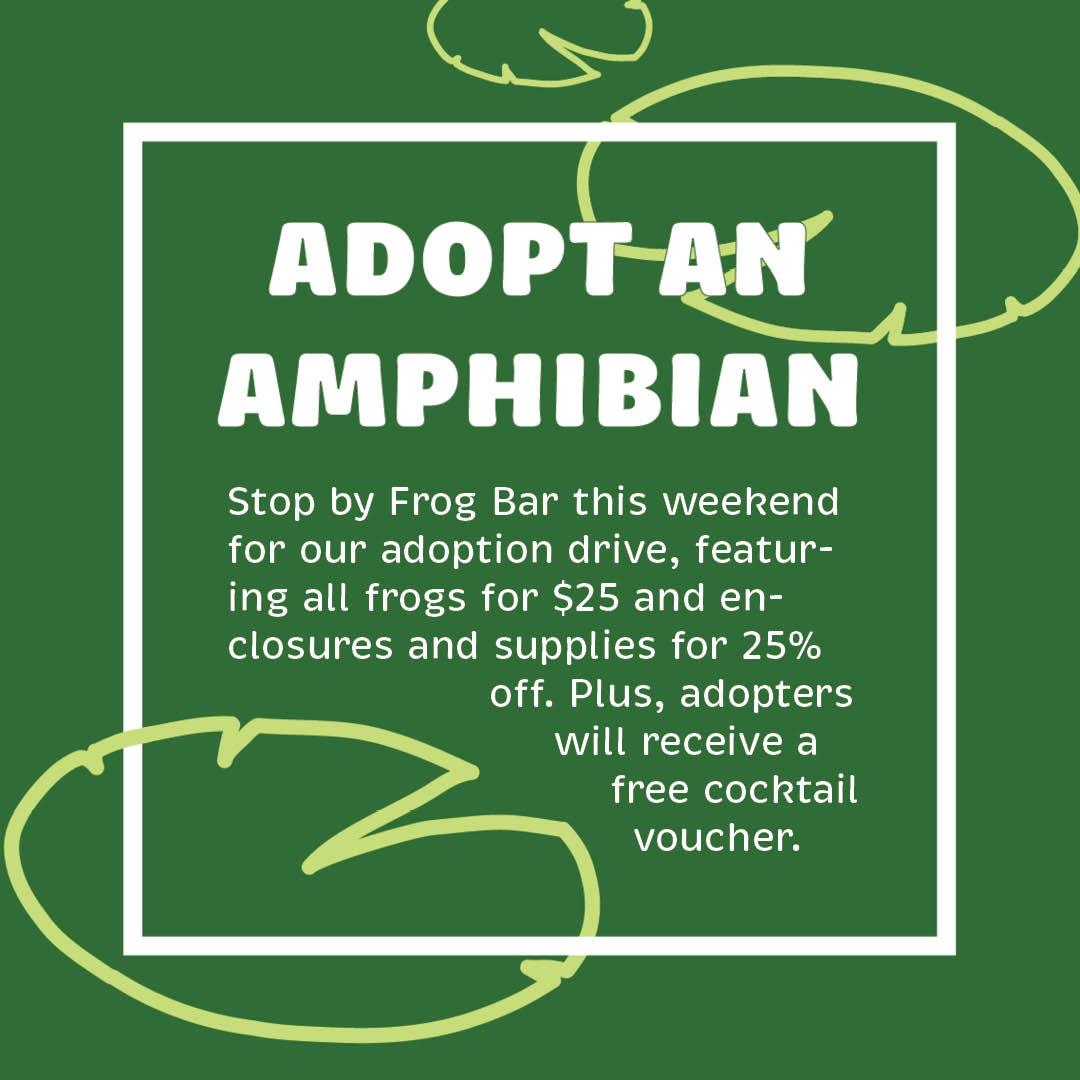 ADOPT AN
AMPHIBIAN
Stop by Frog Bar this weekend
for our adoption drive, featur-
ing all frogs for $25 and en-
closures and supplies for 25%
off. Plus, adopters
will receive a
free cocktail
voucher.